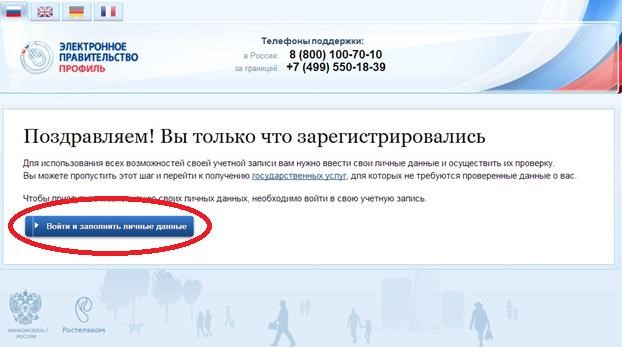 ЭЛЕКТРОННОЕ
ПРАВИТЕЛЬСТВО
ПРОФИЛЬ
Телефоны поддержки:
в России: 8 (800) 100-70-10
за границей: +7 (499) 550-18-39
Поздравляем! Вы только что зарегистрировались
Для использования всех возможностей своей учетной записи вам нужно ввести свои личные данные и осуществить их проверку.
Вы можете пропустить этот шаг и перейти к получению государственных услуг, для которых не требуются проверенные данные о вас.
Чтобы своих личных данных, необходимо войти в свою учетную запись.
Войти и заполнить личные данные
МИНКОМСВЯЗЬ
РОССИИ
Ростелеком